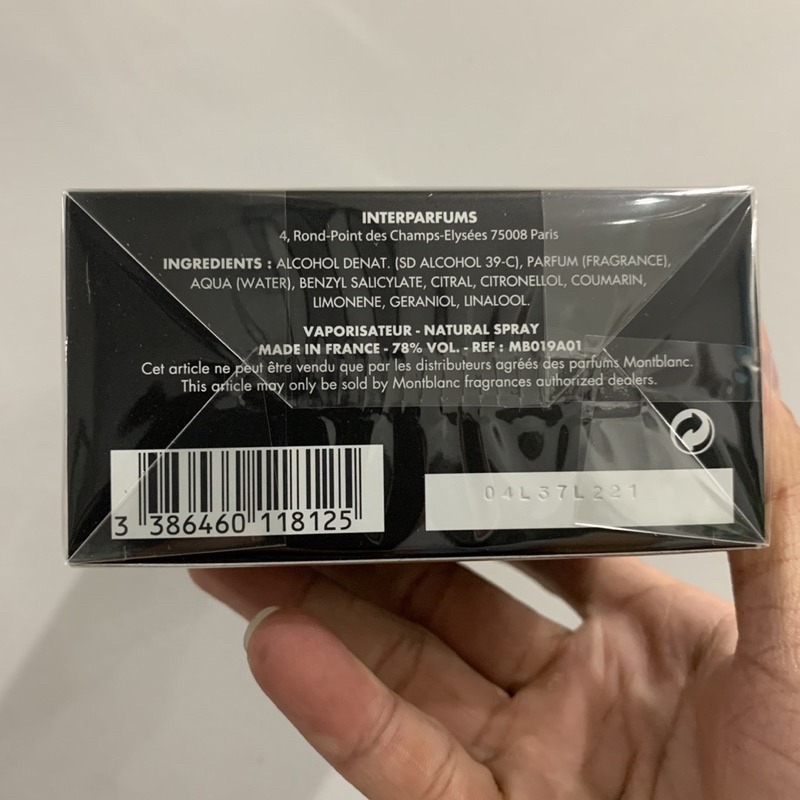 INTERPARFUMS
4, Rond-Point des Champs-Elysées 75008 Paris
INGREDIENTS : ALCOHOL DENAT. (SD ALCOHOL 39-C), PARFUM (FRAGRANCE),
AQUA (WATER), BENZYL SALICYLATE, CITRAL, CITRONELLOL, COUMARIN,
LIMONENE, GERANIOL, LINALOOL.
VAPORISATEUR - NATURAL SPRAY
MADE IN FRANCE - 78% VOL. - REF : MB019A01
Cet article ne peut être vendu que par les distributeurs agréés des parfums Montblanc.
This article may only be sold by Montblanc fragrances authorized dealers.
04L37L221
3 386460 118125